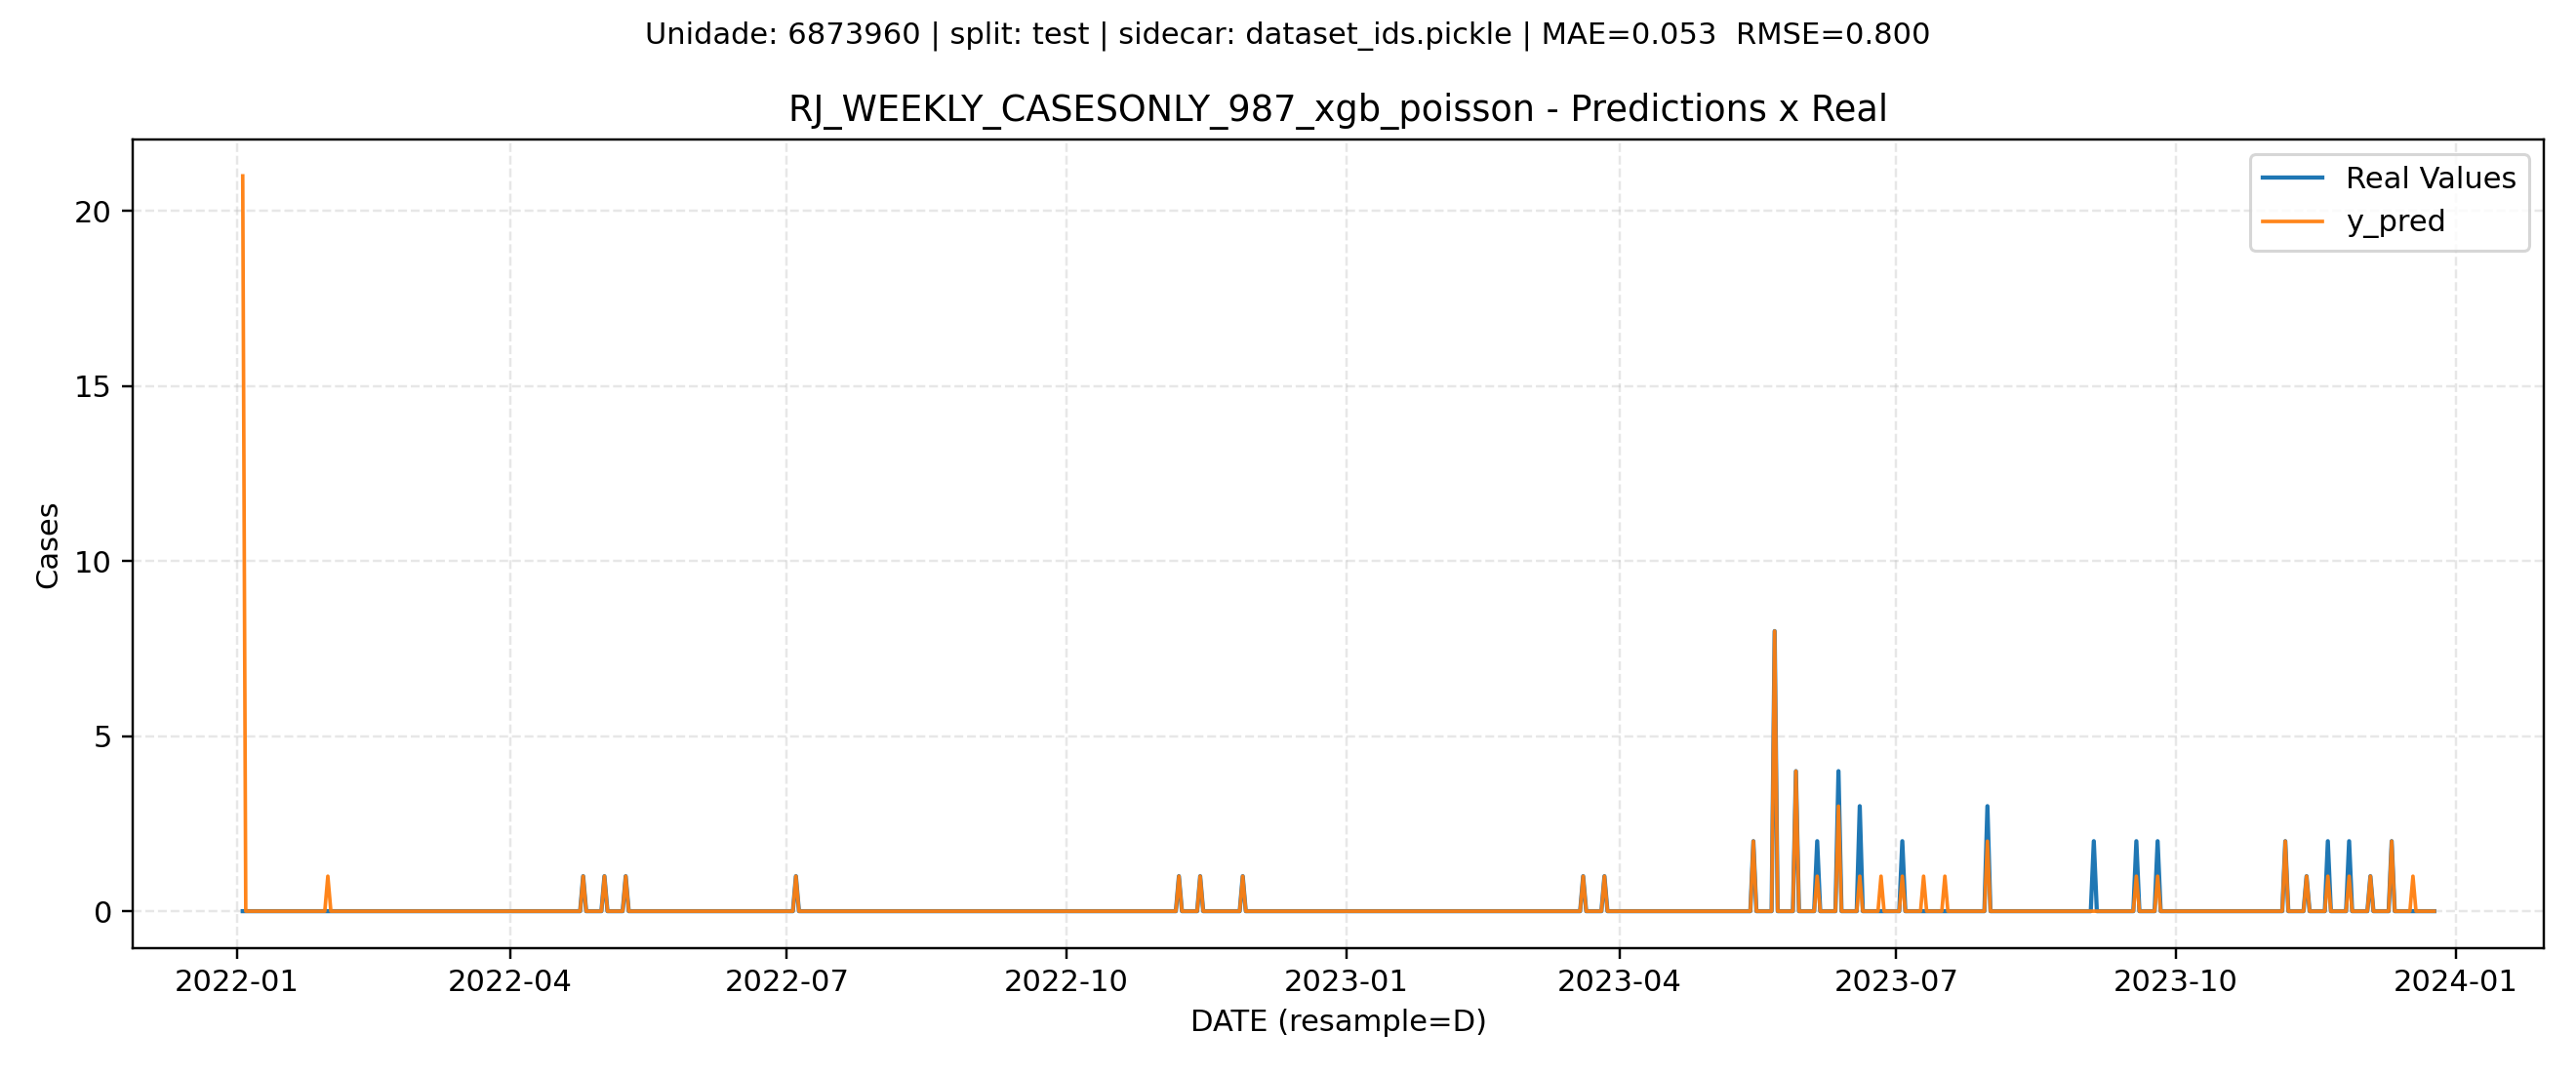 Unidade: 6873960 | split: test | sidecar: dataset_ids.pickle | MAE=0.053  RMSE=0.800
RJ_WEEKLY_CASESONLY_987_xgb_poisson - Predictions x Real
Real Values
y_pred
Cases
20
15
10
5
0
2022-01
2022-04
2022-07
2022-10
2023-01
2023-04
2023-07
2023-10
2024-01
DATE (resample=D)